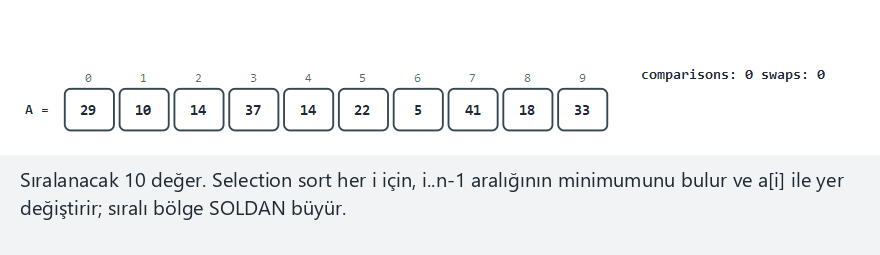 0 1 2 3 4 5 6 7 8 9
comparisons: 0 swaps: 0
A = 29 10 14 37 14 22 5 41 18 33
Sıralanacak 10 değer. Selection sort her i için, i..n-1 aralığının minimumunu bulur ve a[i] ile yer
değiştirir; sıralı bölge SOLDAN büyür.